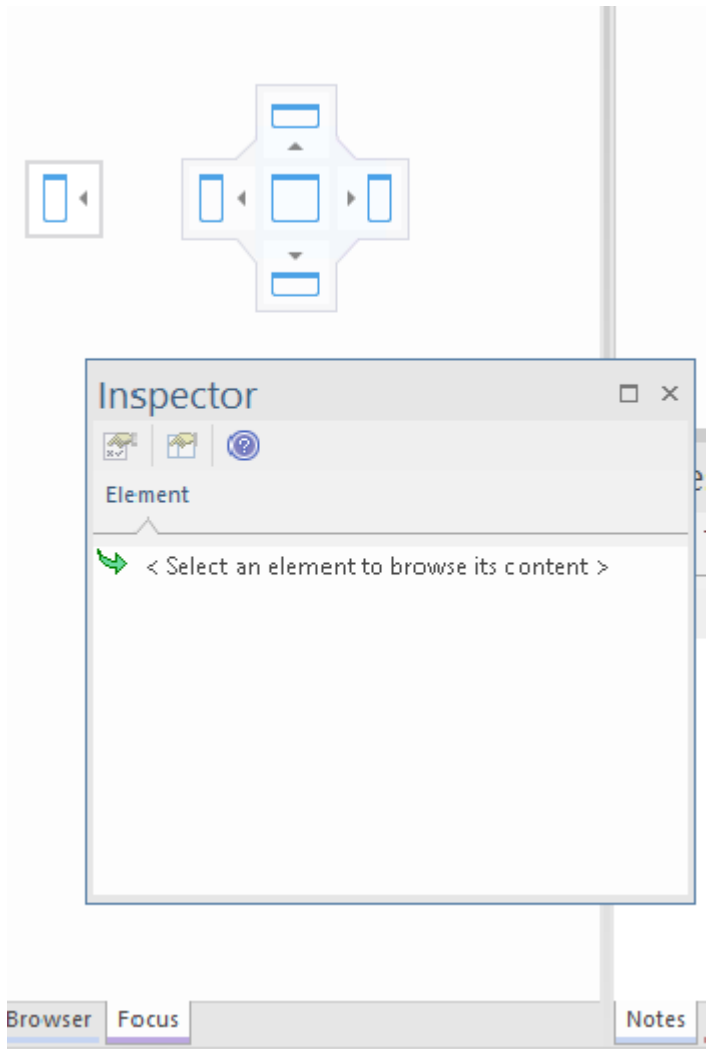 Inspector
Element
< Select an element to browse its content >
Browser
Focus
Notes